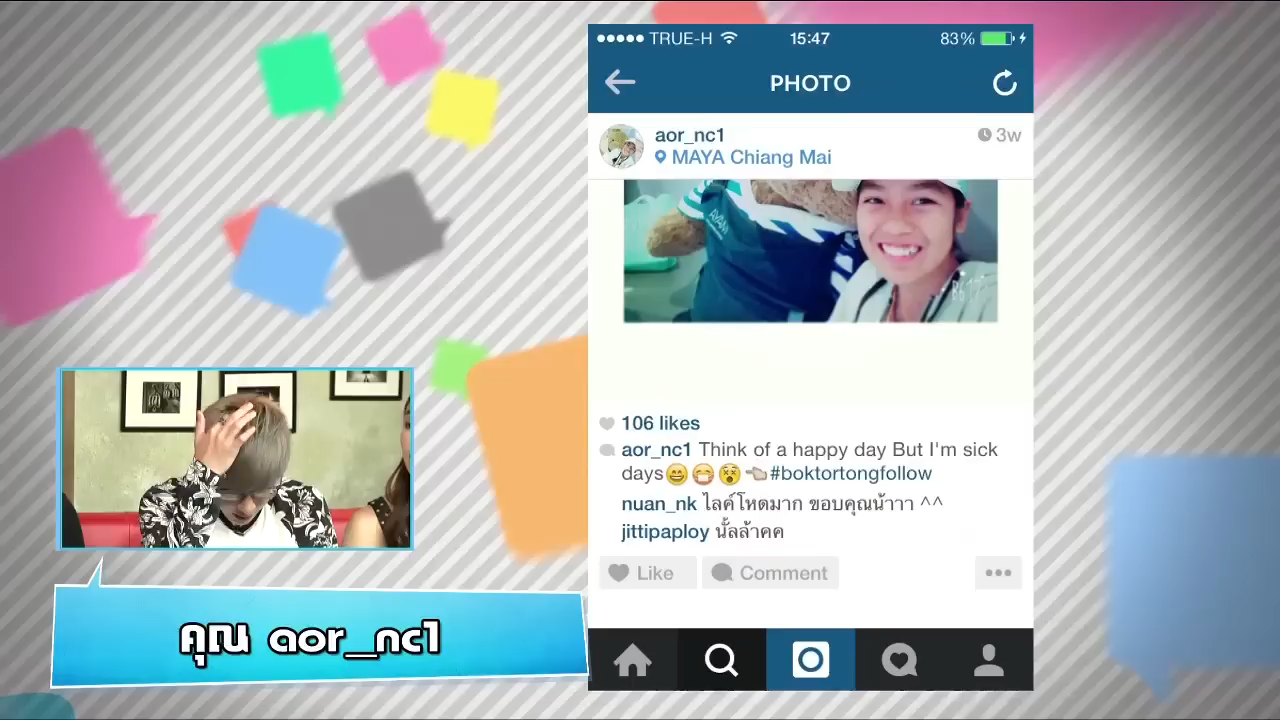 ●●●●● TRUE-H 15:47 83%
PHOTO
aor_nc1 3w
MAYA Chiang Mai
106 likes
aor_nc1 Think of a happy day But I'm sick
days😄😷😵👈#boktortongfollow
nuan_nk ไลค์โหดมาก ขอบคุณน้าาา ^^
jittipaploy นั้ลล้าคค
Like Comment •••
คุณ aor_nc1